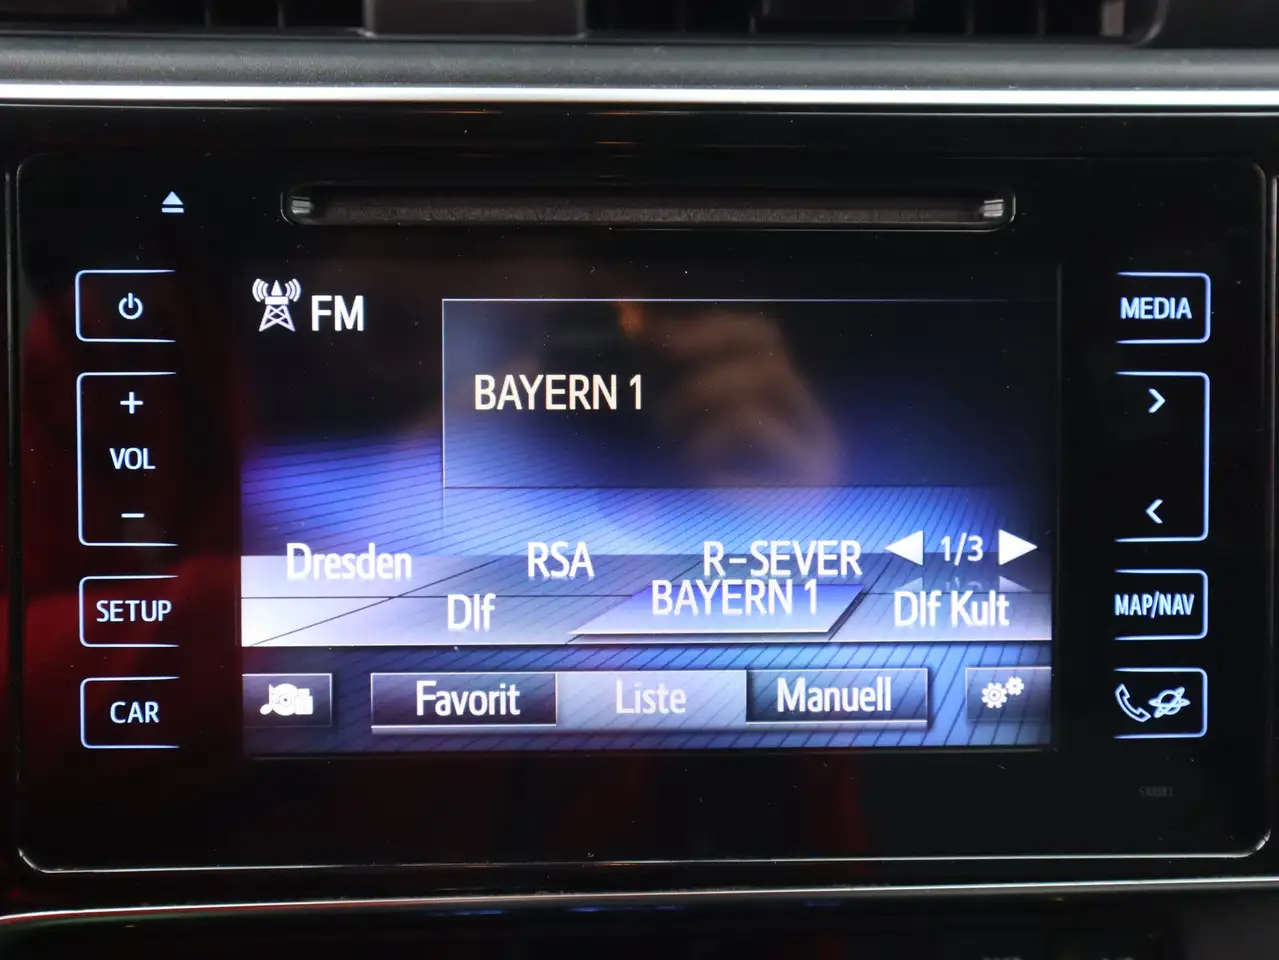 FM
BAYERN 1
Dresden RSA R-SEVER 1/3
Dlf BAYERN 1 Dlf Kult
Favorit Liste Manuell
VOL
SETUP
CAR
MEDIA
MAP/NAV